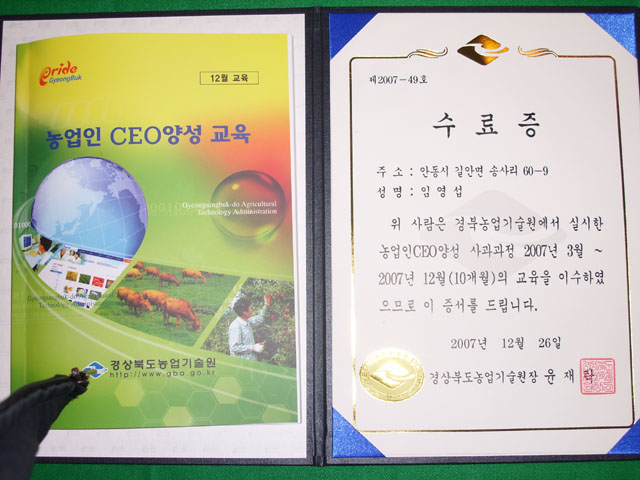 Pride
GyeongBuk
12월 교육
농업인 CEO양성 교육
Gyeongsangbuk-do Agricultural
Technology Administration
경상북도농업기술원
http://www.gba.go.kr
제2007-49호
수료증
주 소 : 안동시 길안면 송사리 60-9
성 명 : 임영섭
위 사람은 경북농업기술원에서 실시한
농업인CEO양성 사과과정 2007년 3월 ~
2007년 12월(10개월)의 교육을 이수하였
으므로 이 증서를 드립니다.
2007년 12월 26일
경상북도농업기술원장 윤재탁